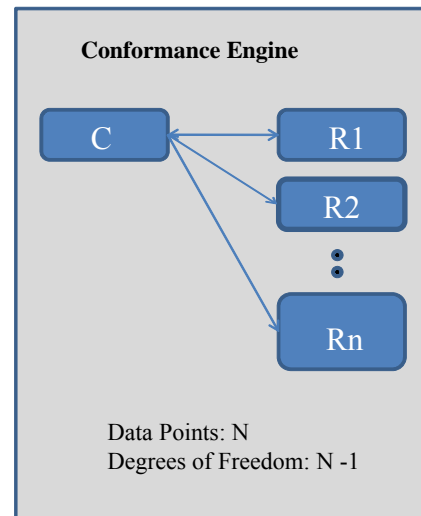 Conformance Engine
C
R1
R2
Rn
Data Points: N
Degrees of Freedom: N -1